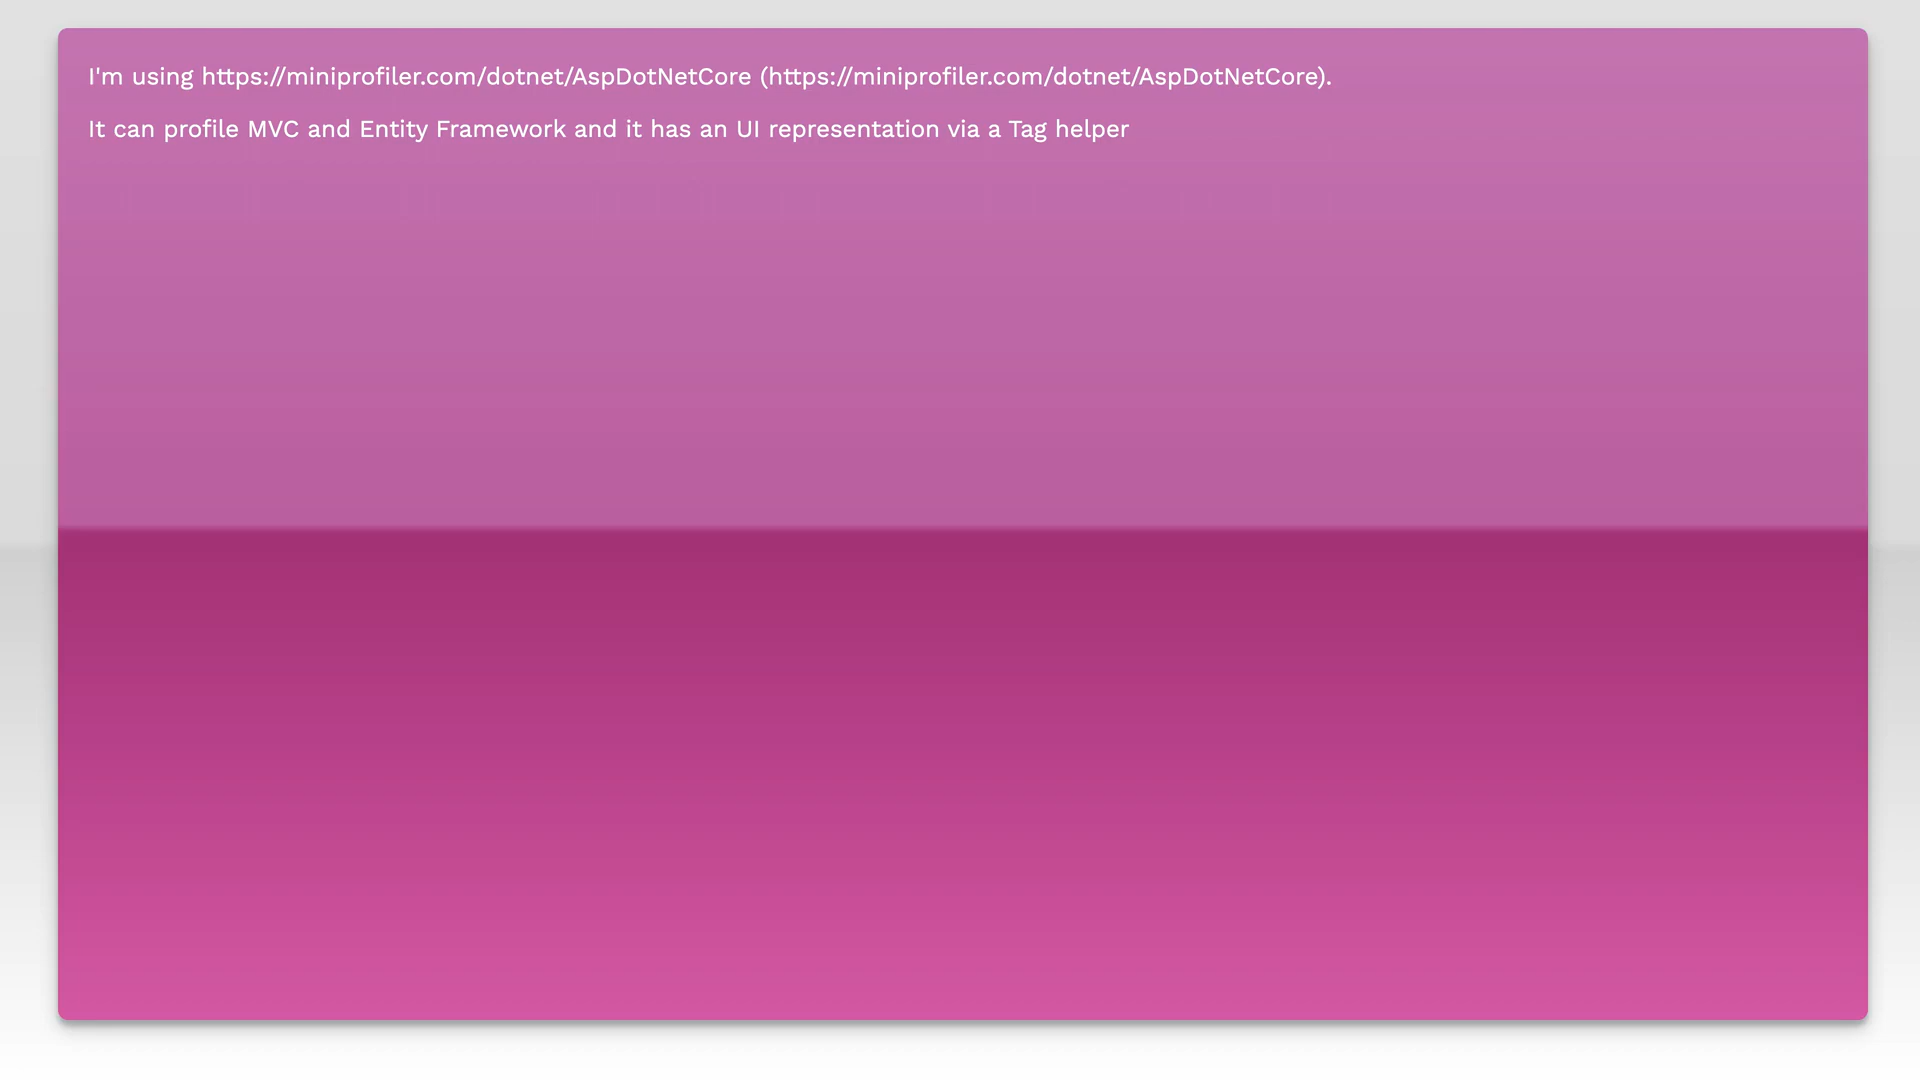 I'm using https://miniprofiler.com/dotnet/AspDotNetCore (https://miniprofiler.com/dotnet/AspDotNetCore).
It can profile MVC and Entity Framework and it has an UI representation via a Tag helper